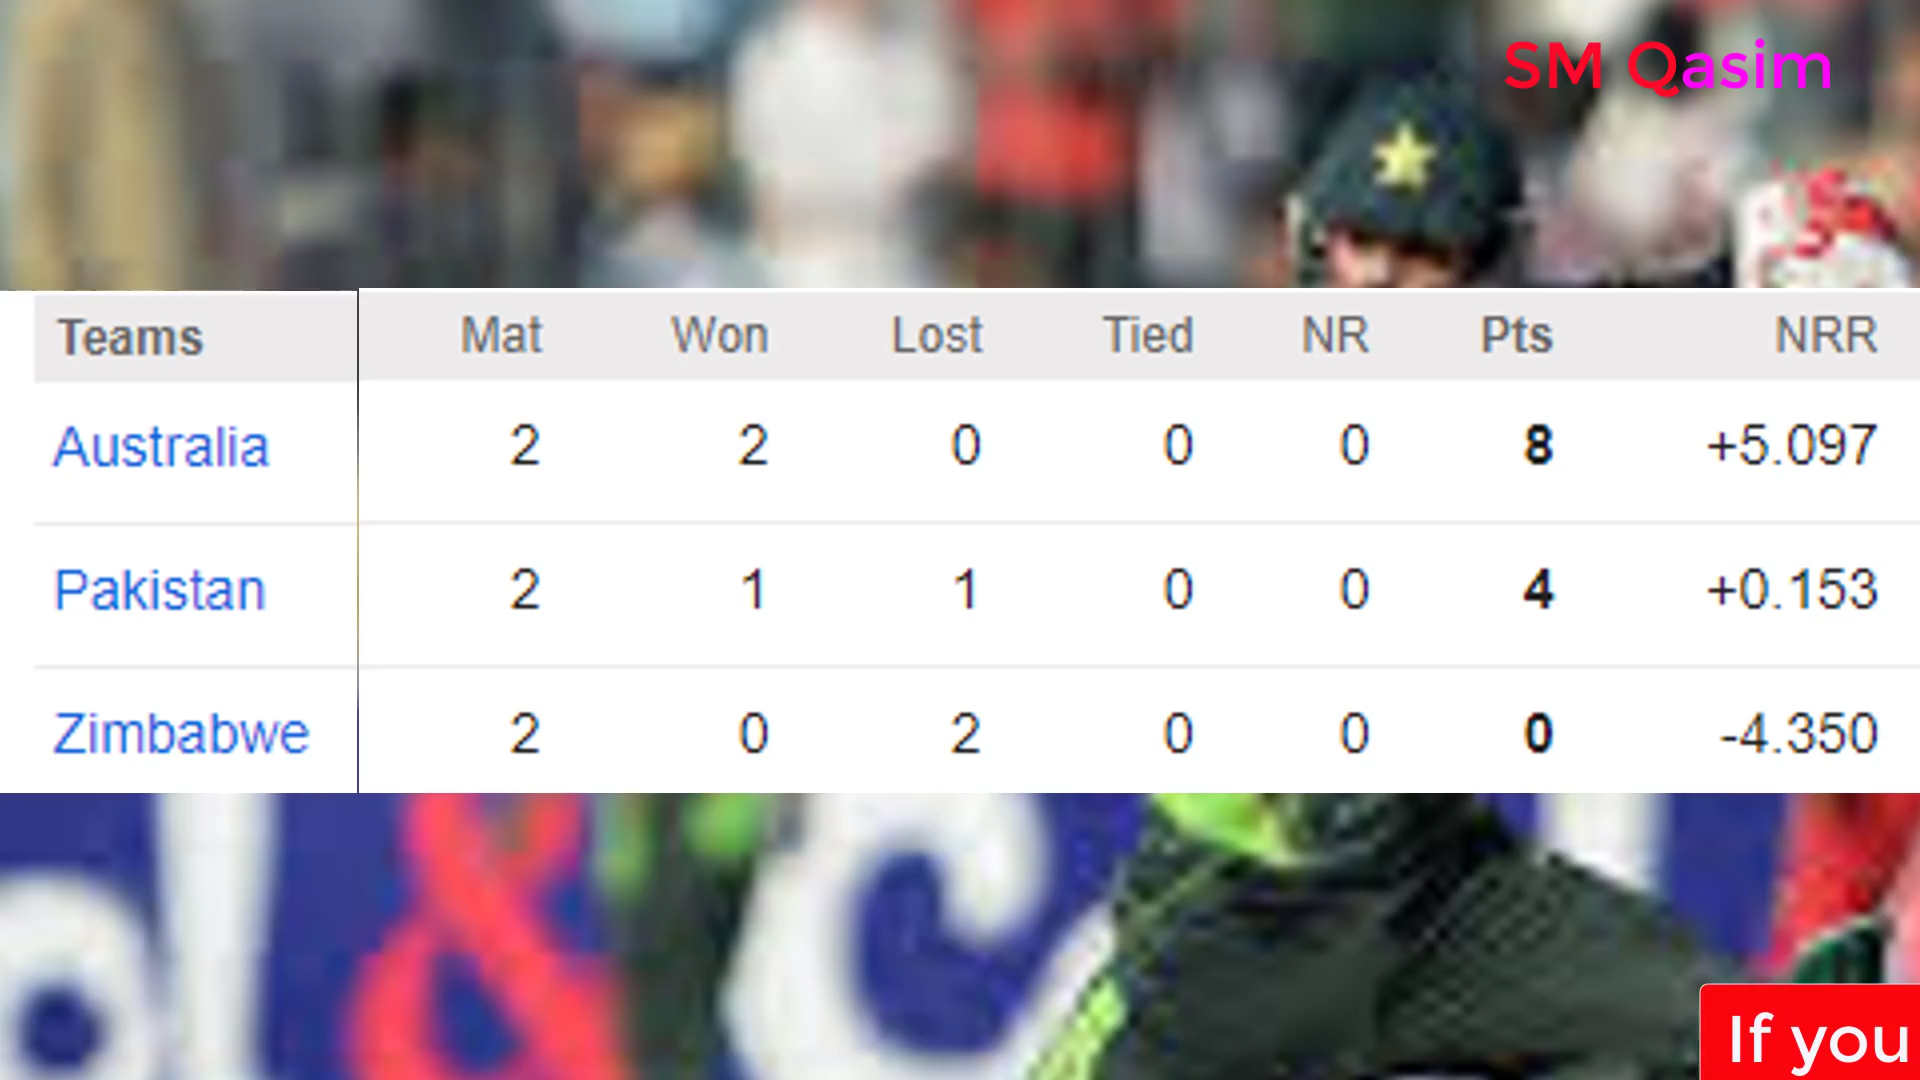 SM Qasim
Teams Mat Won Lost Tied NR Pts NRR
Australia 2 2 0 0 0 8 +5.097
Pakistan 2 1 1 0 0 4 +0.153
Zimbabwe 2 0 2 0 0 0 -4.350
If you